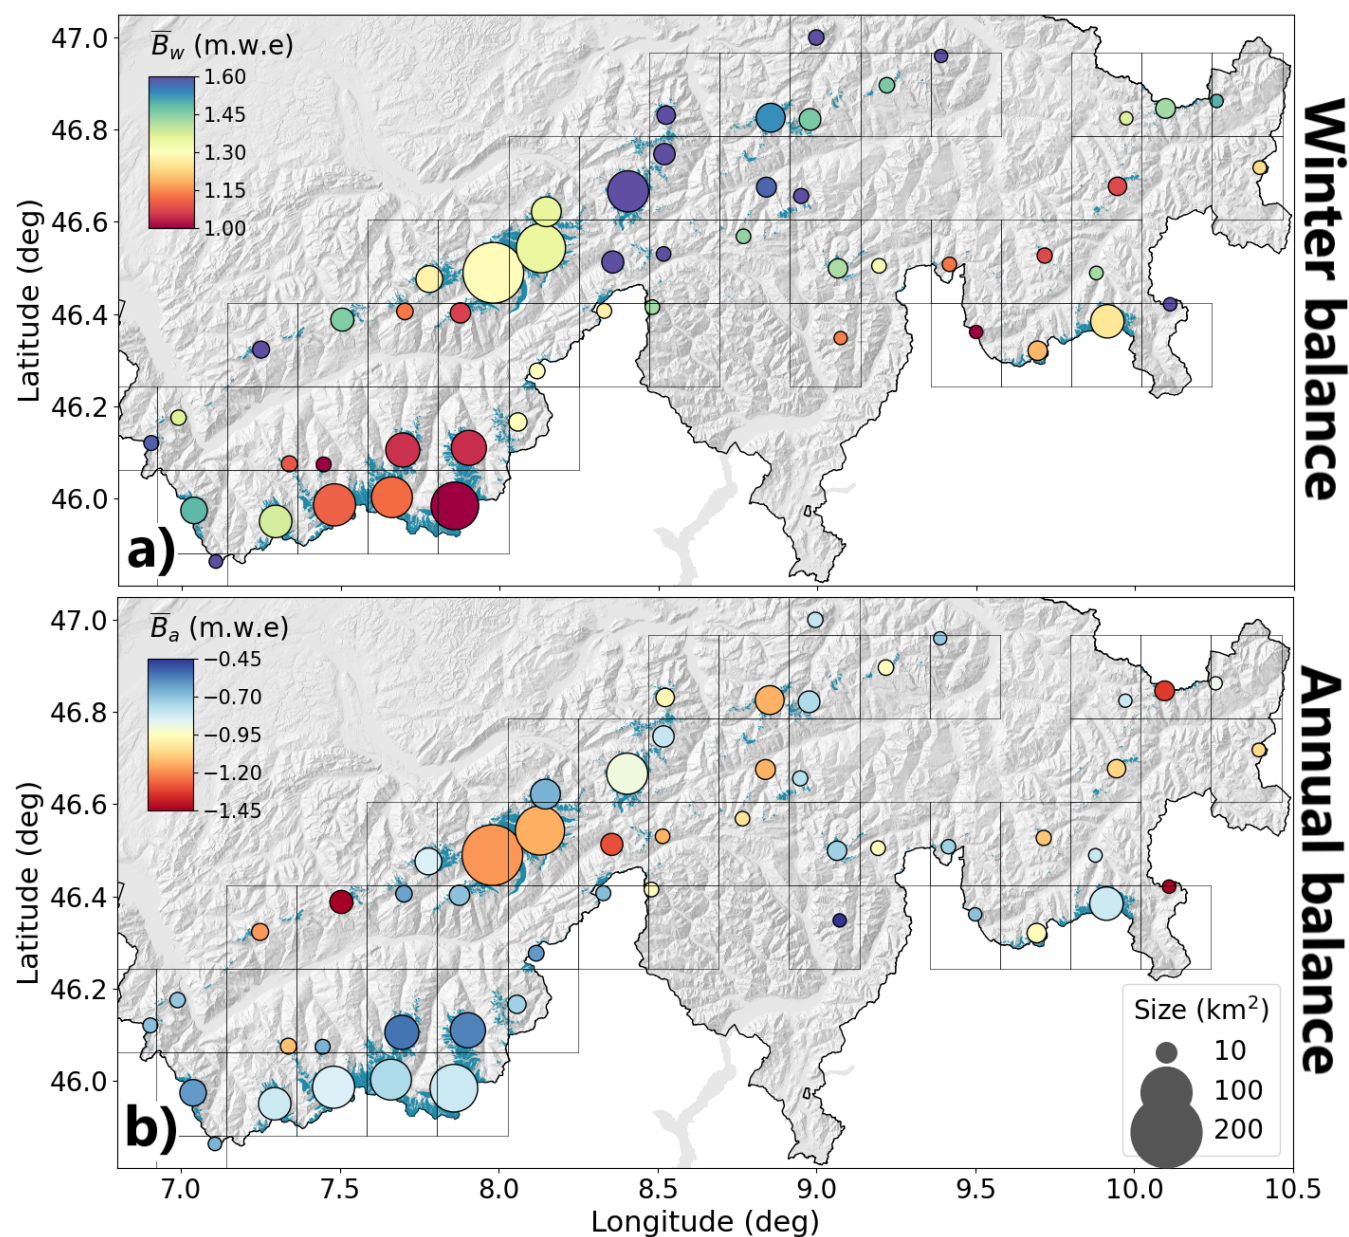 47.0
46.8
46.6
46.4
46.2
46.0
Latitude (deg)
B̅w (m.w.e)
1.60
1.45
1.30
1.15
1.00
a)
Winter balance
47.0
46.8
46.6
46.4
46.2
46.0
Latitude (deg)
B̅a (m.w.e)
−0.45
−0.70
−0.95
−1.20
−1.45
b)
Annual balance
Size (km²)
10
100
200
7.0 7.5 8.0 8.5 9.0 9.5 10.0 10.5
Longitude (deg)